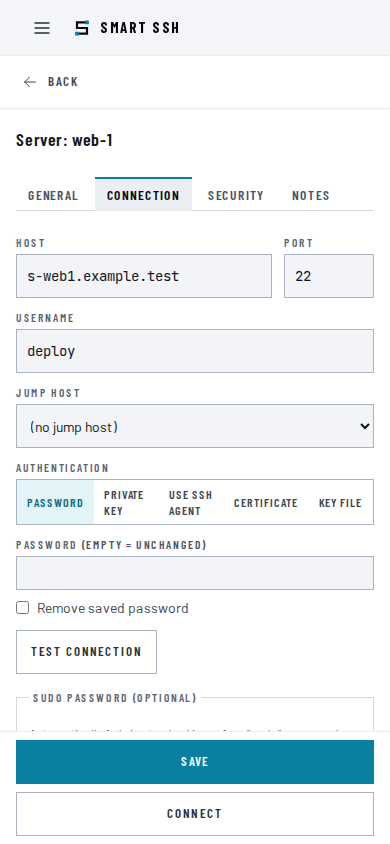 SMART SSH
BACK
Server: web-1
GENERAL CONNECTION SECURITY NOTES
HOST PORT
s-web1.example.test 22
USERNAME
deploy
JUMP HOST
(no jump host)
AUTHENTICATION
PASSWORD PRIVATE KEY USE SSH AGENT CERTIFICATE KEY FILE
PASSWORD (EMPTY = UNCHANGED)
Remove saved password
TEST CONNECTION
SUDO PASSWORD (OPTIONAL)
SAVE
CONNECT